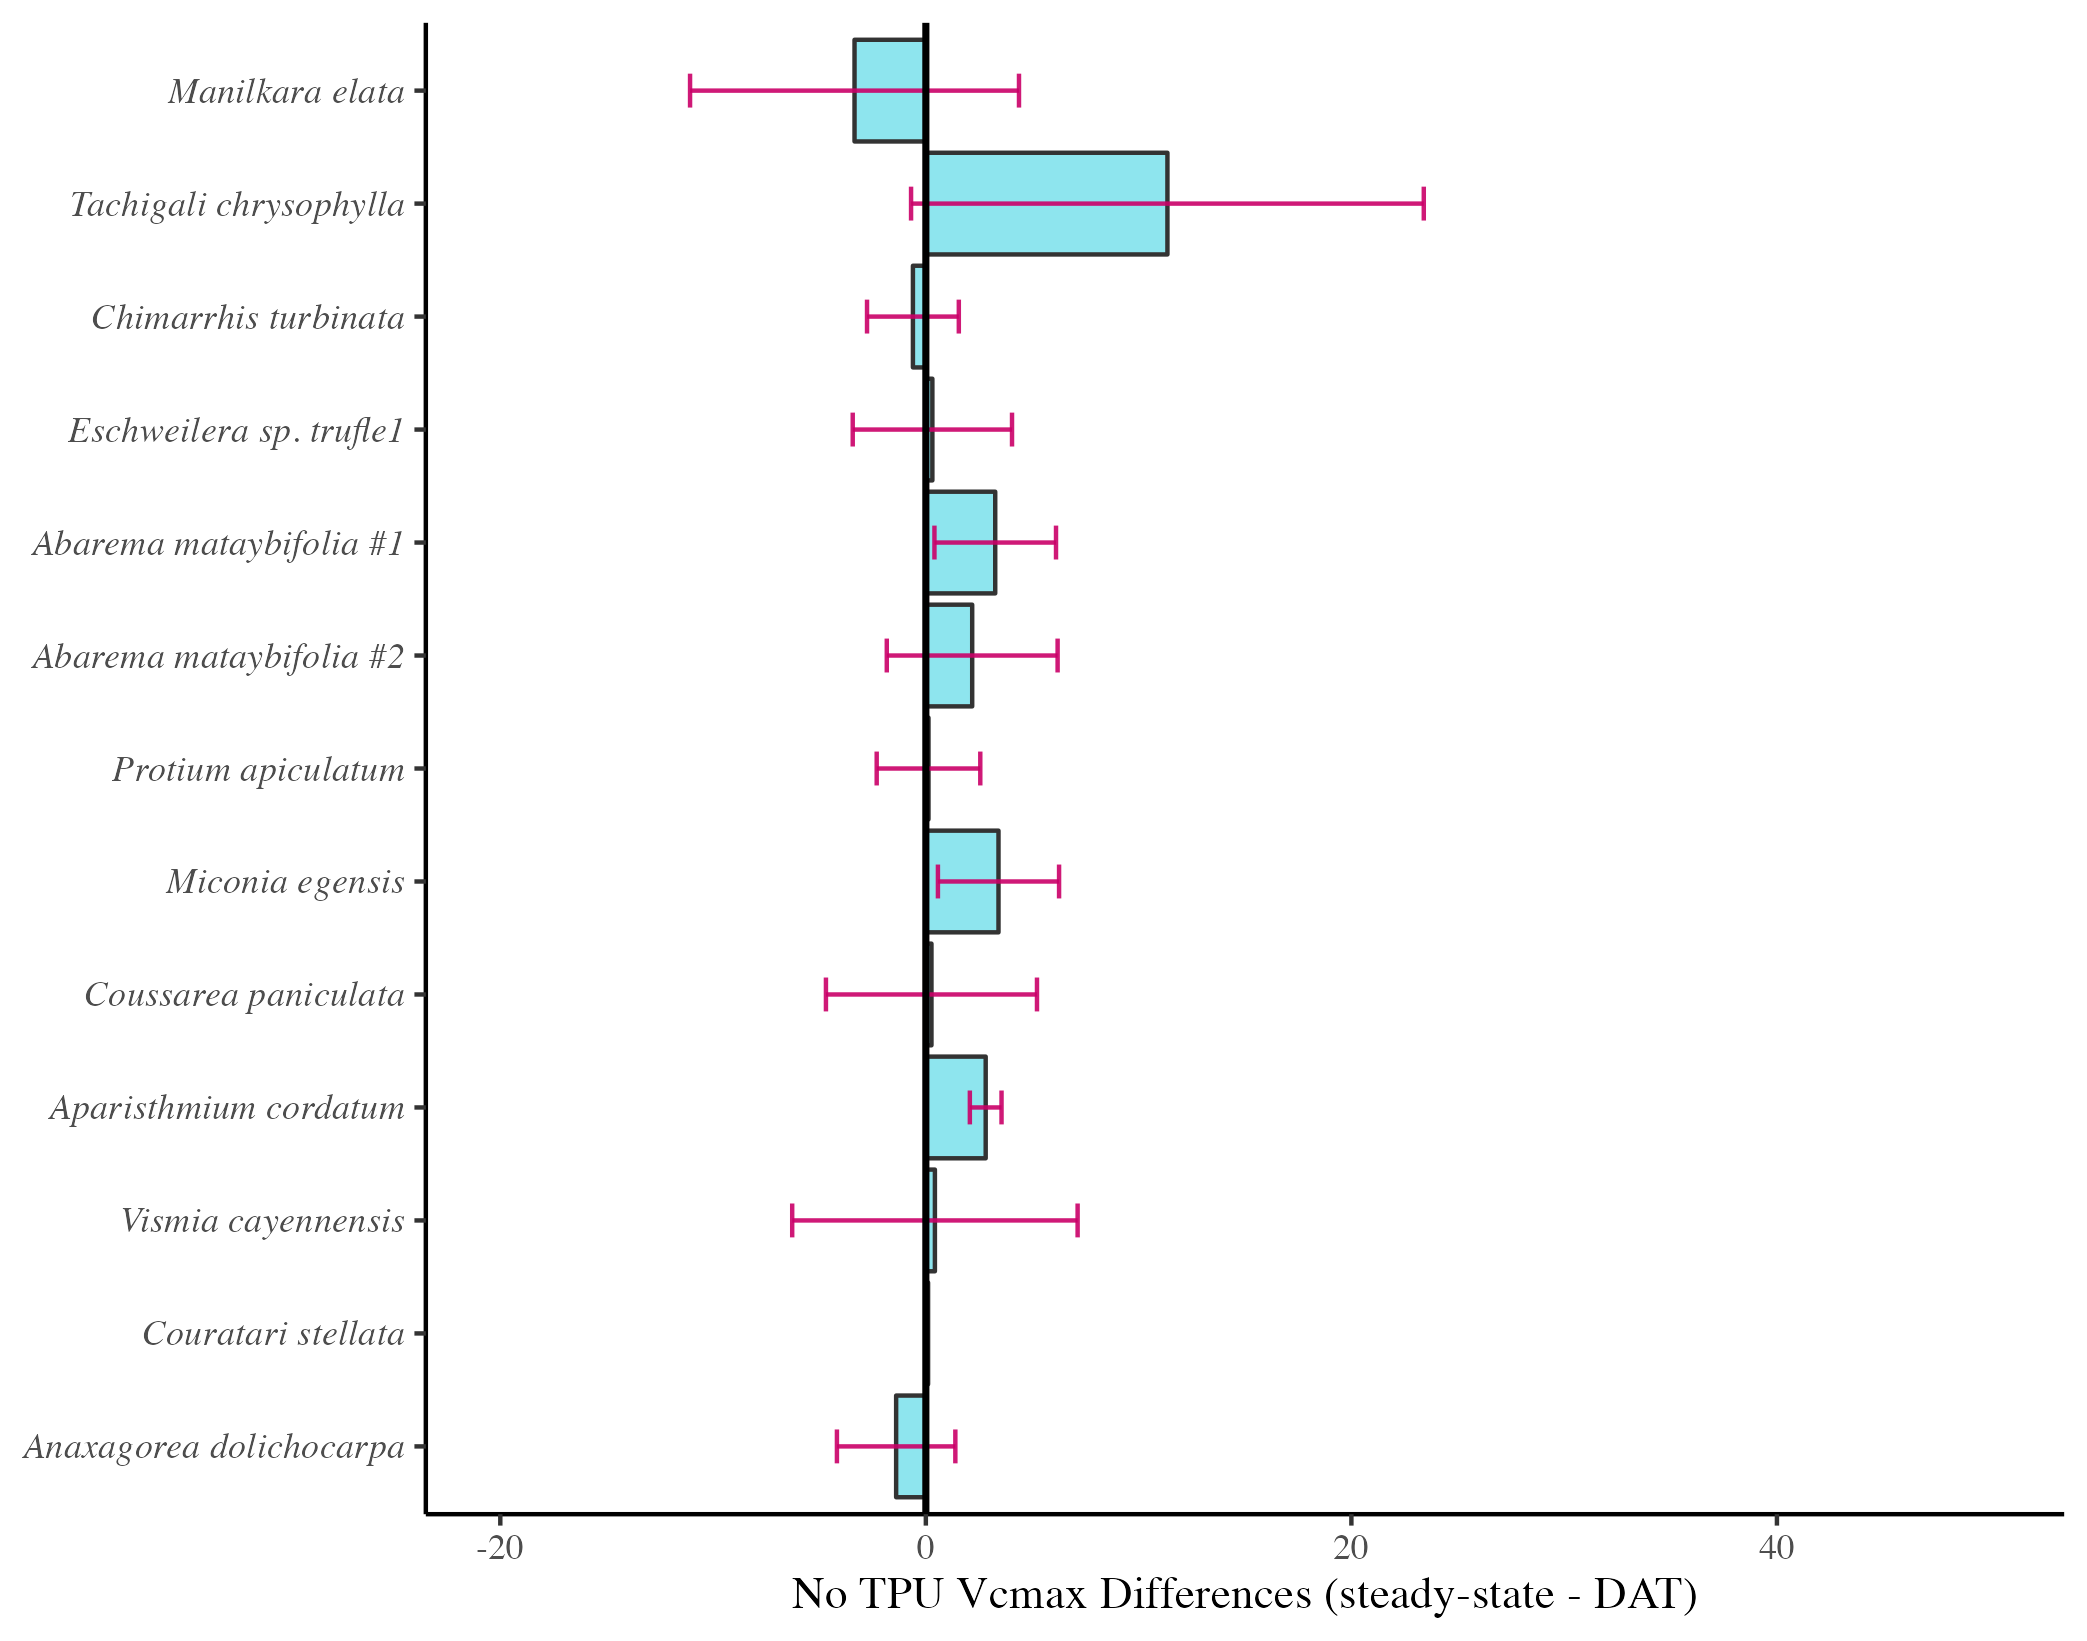 Manilkara elata
Tachigali chrysophylla
Chimarrhis turbinata
Eschweilera sp. trufle1
Abarema mataybifolia #1
Abarema mataybifolia #2
Protium apiculatum
Miconia egensis
Coussarea paniculata
Aparisthmium cordatum
Vismia cayennensis
Couratari stellata
Anaxagorea dolichocarpa
-20 0 20 40
No TPU Vcmax Differences (steady-state - DAT)